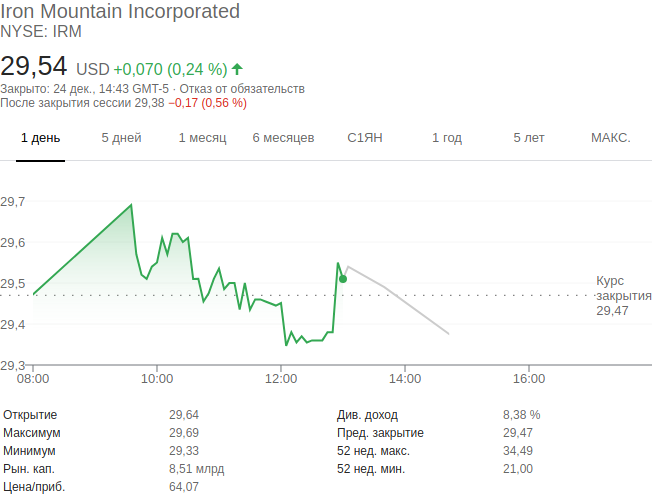 Iron Mountain Incorporated
NYSE: IRM
29,54 USD +0,070 (0,24 %)
Закрыто: 24 дек., 14:43 GMT-5 · Отказ от обязательств
После закрытия сессии 29,38 −0,17 (0,56 %)
1 день 5 дней 1 месяц 6 месяцев С1ЯН 1 год 5 лет МАКС.
29,7
29,6
29,5
29,4
29,3
Курс
закрытия
29,47
08:00 10:00 12:00 14:00 16:00
Открытие 29,64 Див. доход 8,38 %
Максимум 29,69 Пред. закрытие 29,47
Минимум 29,33 52 нед. макс. 34,49
Рын. кап. 8,51 млрд 52 нед. мин. 21,00
Цена/приб. 64,07